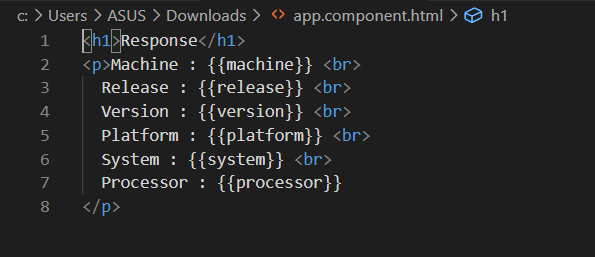 c: > Users > ASUS > Downloads > <> app.component.html > h1
1 <h1>Response</h1>
2 <p>Machine : {{machine}} <br>
3 Release : {{release}} <br>
4 Version : {{version}} <br>
5 Platform : {{platform}} <br>
6 System : {{system}} <br>
7 Processor : {{processor}}
8 </p>